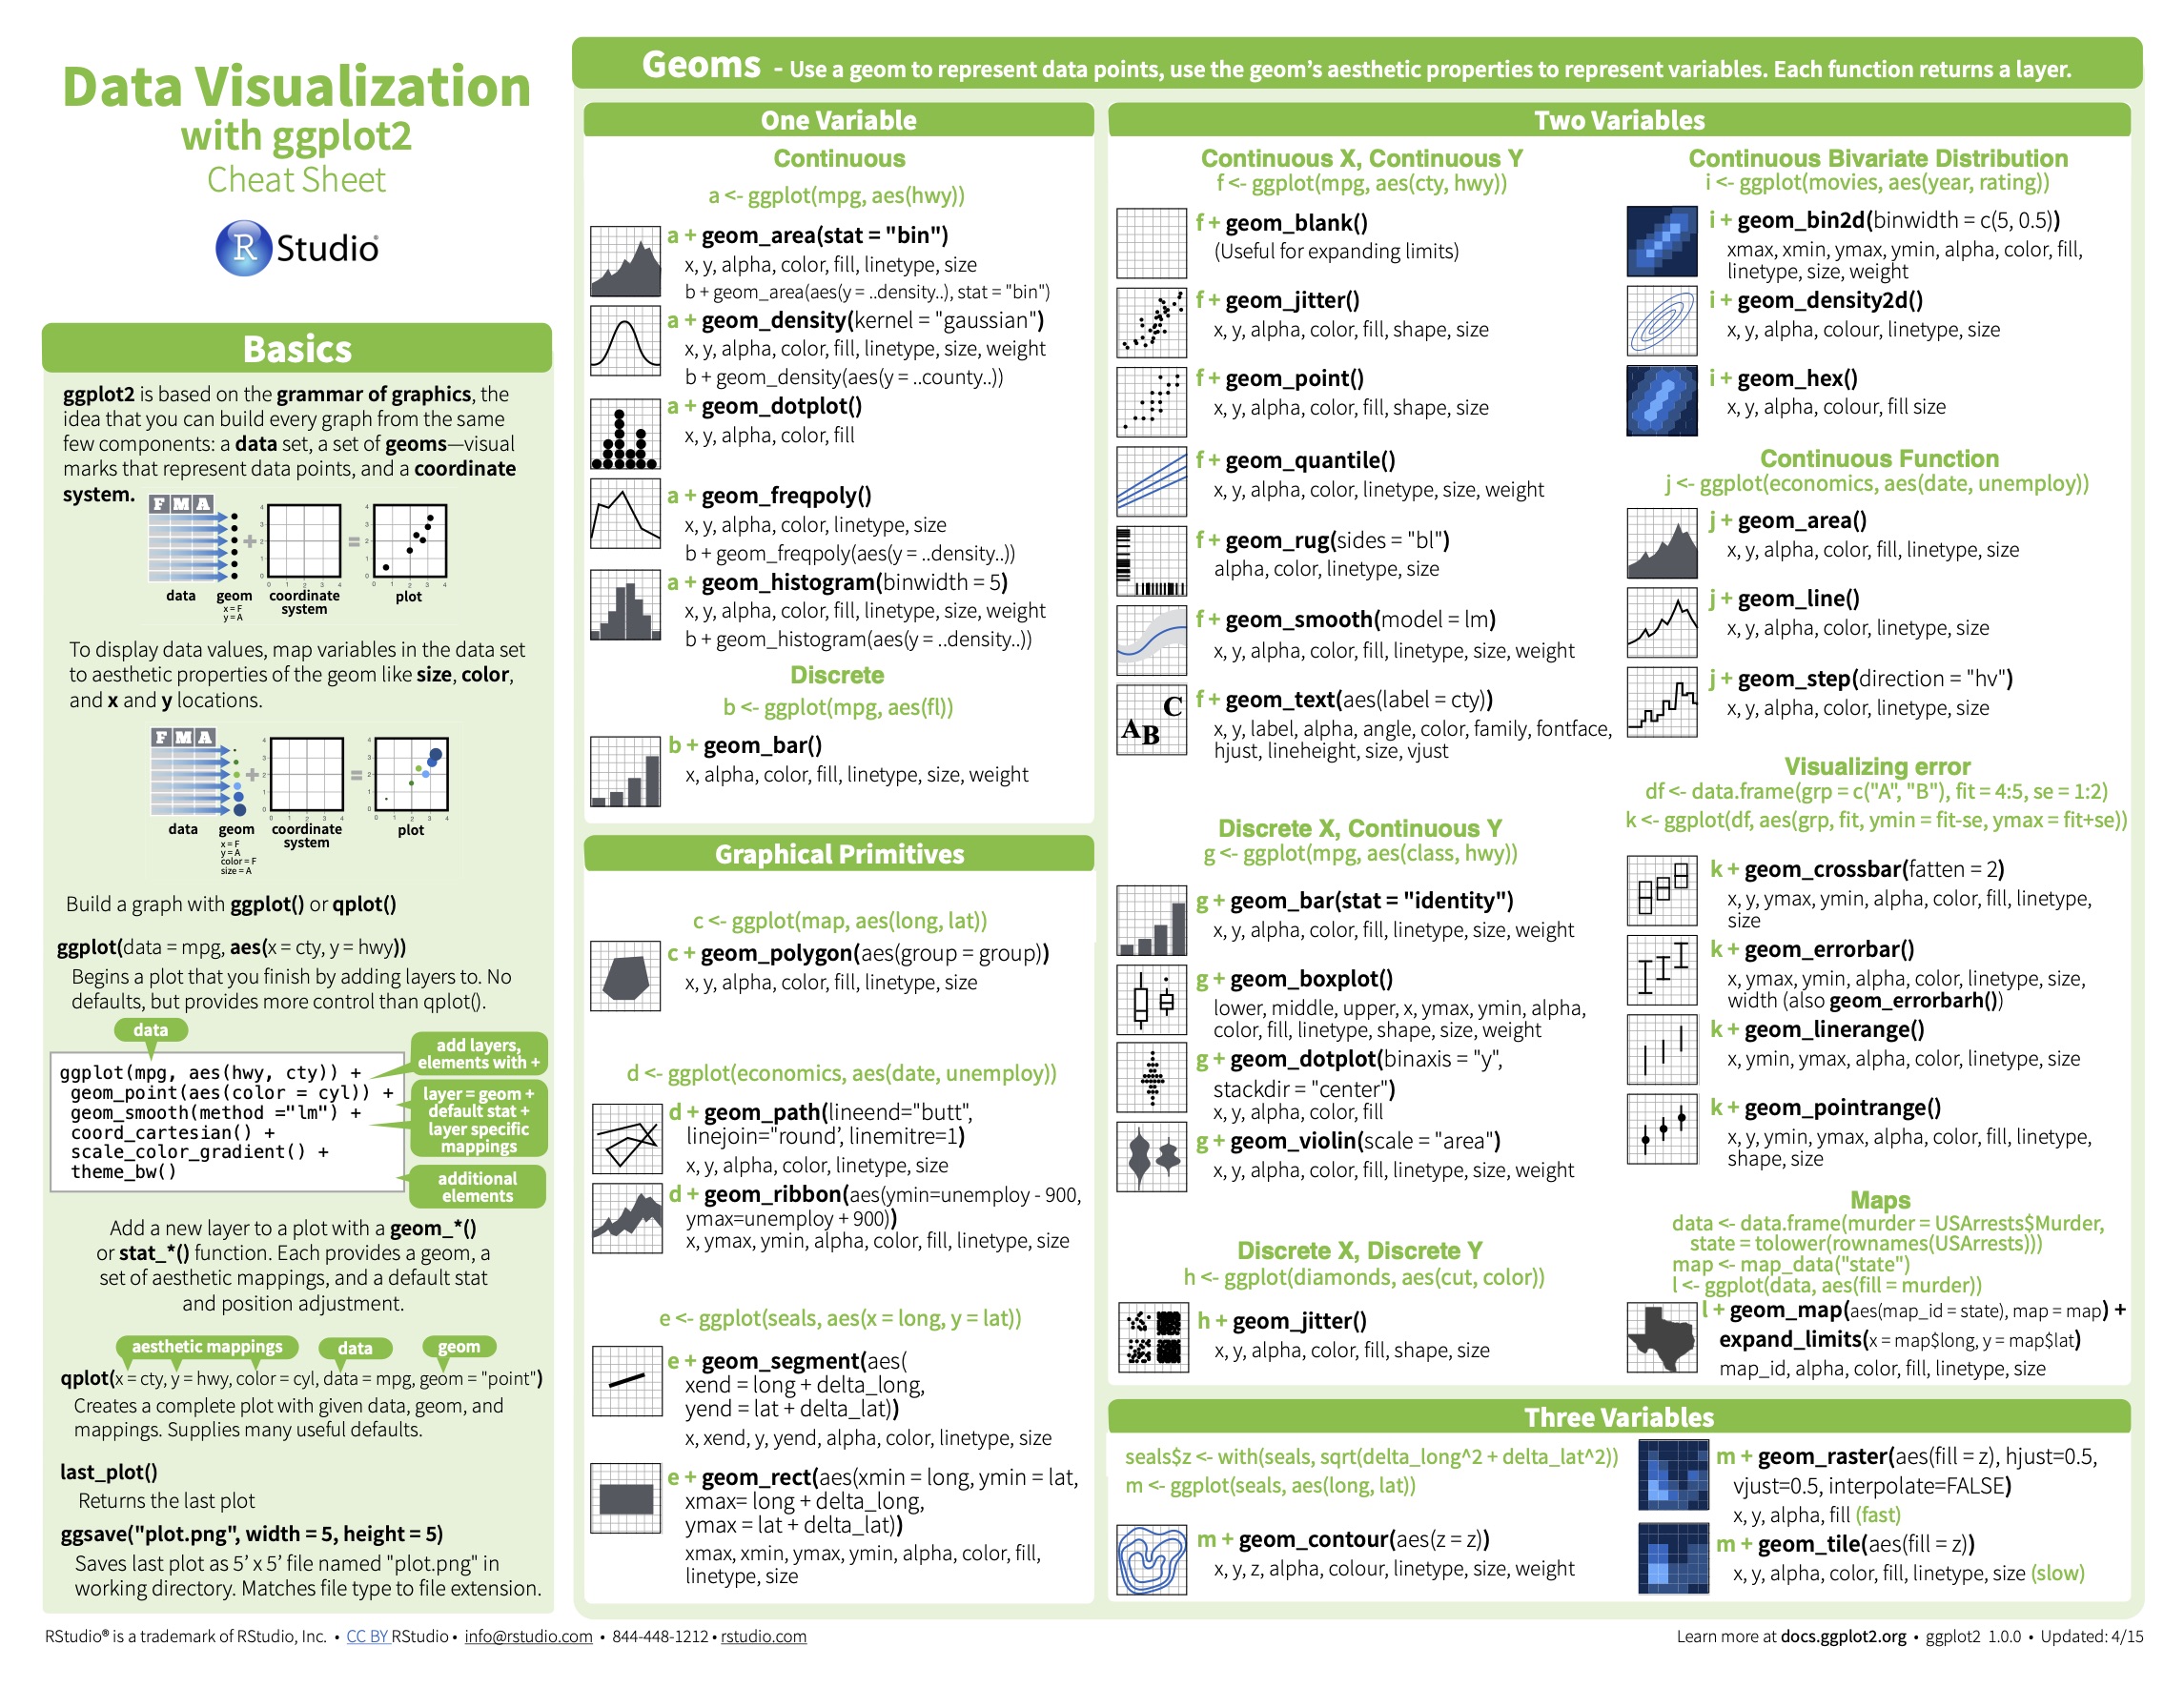 Data Visualization
with ggplot2
Cheat Sheet
R Studio®
Basics
ggplot2 is based on the grammar of graphics, the
idea that you can build every graph from the same
few components: a data set, a set of geoms—visual
marks that represent data points, and a coordinate
system.
F M A
data geom coordinate system plot
x = F
y = A
To display data values, map variables in the data set
to aesthetic properties of the geom like size, color,
and x and y locations.
F M A
data geom coordinate system plot
x = F
y = A
color = F
size = A
Build a graph with ggplot() or qplot()
ggplot(data = mpg, aes(x = cty, y = hwy))
Begins a plot that you finish by adding layers to. No
defaults, but provides more control than qplot().
data
ggplot(mpg, aes(hwy, cty)) +
geom_point(aes(color = cyl)) +
geom_smooth(method ="lm") +
coord_cartesian() +
scale_color_gradient() +
theme_bw()
add layers,
elements with +
layer = geom +
default stat +
layer specific
mappings
additional
elements
Add a new layer to a plot with a geom_*()
or stat_*() function. Each provides a geom, a
set of aesthetic mappings, and a default stat
and position adjustment.
aesthetic mappings data geom
qplot(x = cty, y = hwy, color = cyl, data = mpg, geom = "point")
Creates a complete plot with given data, geom, and
mappings. Supplies many useful defaults.
last_plot()
Returns the last plot
ggsave("plot.png", width = 5, height = 5)
Saves last plot as 5’ x 5’ file named "plot.png" in
working directory. Matches file type to file extension.
Geoms - Use a geom to represent data points, use the geom’s aesthetic properties to represent variables. Each function returns a layer.
One Variable
Continuous
a <- ggplot(mpg, aes(hwy))
a + geom_area(stat = "bin")
x, y, alpha, color, fill, linetype, size
b + geom_area(aes(y = ..density..), stat = "bin")
a + geom_density(kernel = "gaussian")
x, y, alpha, color, fill, linetype, size, weight
b + geom_density(aes(y = ..county..))
a + geom_dotplot()
x, y, alpha, color, fill
a + geom_freqpoly()
x, y, alpha, color, linetype, size
b + geom_freqpoly(aes(y = ..density..))
a + geom_histogram(binwidth = 5)
x, y, alpha, color, fill, linetype, size, weight
b + geom_histogram(aes(y = ..density..))
Discrete
b <- ggplot(mpg, aes(fl))
b + geom_bar()
x, alpha, color, fill, linetype, size, weight
Graphical Primitives
c <- ggplot(map, aes(long, lat))
c + geom_polygon(aes(group = group))
x, y, alpha, color, fill, linetype, size
d <- ggplot(economics, aes(date, unemploy))
d + geom_path(lineend="butt",
linejoin="round’, linemitre=1)
x, y, alpha, color, linetype, size
d + geom_ribbon(aes(ymin=unemploy - 900,
ymax=unemploy + 900))
x, ymax, ymin, alpha, color, fill, linetype, size
e <- ggplot(seals, aes(x = long, y = lat))
e + geom_segment(aes(
xend = long + delta_long,
yend = lat + delta_lat))
x, xend, y, yend, alpha, color, linetype, size
e + geom_rect(aes(xmin = long, ymin = lat,
xmax= long + delta_long,
ymax = lat + delta_lat))
xmax, xmin, ymax, ymin, alpha, color, fill,
linetype, size
Two Variables
Continuous X, Continuous Y
f <- ggplot(mpg, aes(cty, hwy))
f + geom_blank()
(Useful for expanding limits)
f + geom_jitter()
x, y, alpha, color, fill, shape, size
f + geom_point()
x, y, alpha, color, fill, shape, size
f + geom_quantile()
x, y, alpha, color, linetype, size, weight
f + geom_rug(sides = "bl")
alpha, color, linetype, size
f + geom_smooth(model = lm)
x, y, alpha, color, fill, linetype, size, weight
A B C
f + geom_text(aes(label = cty))
x, y, label, alpha, angle, color, family, fontface,
hjust, lineheight, size, vjust
Discrete X, Continuous Y
g <- ggplot(mpg, aes(class, hwy))
g + geom_bar(stat = "identity")
x, y, alpha, color, fill, linetype, size, weight
g + geom_boxplot()
lower, middle, upper, x, ymax, ymin, alpha,
color, fill, linetype, shape, size, weight
g + geom_dotplot(binaxis = "y",
stackdir = "center")
x, y, alpha, color, fill
g + geom_violin(scale = "area")
x, y, alpha, color, fill, linetype, size, weight
Discrete X, Discrete Y
h <- ggplot(diamonds, aes(cut, color))
h + geom_jitter()
x, y, alpha, color, fill, shape, size
Continuous Bivariate Distribution
i <- ggplot(movies, aes(year, rating))
i + geom_bin2d(binwidth = c(5, 0.5))
xmax, xmin, ymax, ymin, alpha, color, fill,
linetype, size, weight
i + geom_density2d()
x, y, alpha, colour, linetype, size
i + geom_hex()
x, y, alpha, colour, fill size
Continuous Function
j <- ggplot(economics, aes(date, unemploy))
j + geom_area()
x, y, alpha, color, fill, linetype, size
j + geom_line()
x, y, alpha, color, linetype, size
j + geom_step(direction = "hv")
x, y, alpha, color, linetype, size
Visualizing error
df <- data.frame(grp = c("A", "B"), fit = 4:5, se = 1:2)
k <- ggplot(df, aes(grp, fit, ymin = fit-se, ymax = fit+se))
k + geom_crossbar(fatten = 2)
x, y, ymax, ymin, alpha, color, fill, linetype,
size
k + geom_errorbar()
x, ymax, ymin, alpha, color, linetype, size,
width (also geom_errorbarh())
k + geom_linerange()
x, ymin, ymax, alpha, color, linetype, size
k + geom_pointrange()
x, y, ymin, ymax, alpha, color, fill, linetype,
shape, size
Maps
data <- data.frame(murder = USArrests$Murder,
state = tolower(rownames(USArrests)))
map <- map_data("state")
l <- ggplot(data, aes(fill = murder))
l + geom_map(aes(map_id = state), map = map) +
expand_limits(x = map$long, y = map$lat)
map_id, alpha, color, fill, linetype, size
Three Variables
seals$z <- with(seals, sqrt(delta_long^2 + delta_lat^2))
m <- ggplot(seals, aes(long, lat))
m + geom_contour(aes(z = z))
x, y, z, alpha, colour, linetype, size, weight
m + geom_raster(aes(fill = z), hjust=0.5,
vjust=0.5, interpolate=FALSE)
x, y, alpha, fill (fast)
m + geom_tile(aes(fill = z))
x, y, alpha, color, fill, linetype, size (slow)
RStudio® is a trademark of RStudio, Inc. • CC BY RStudio • info@rstudio.com • 844-448-1212 • rstudio.com
Learn more at docs.ggplot2.org • ggplot2 1.0.0 • Updated: 4/15